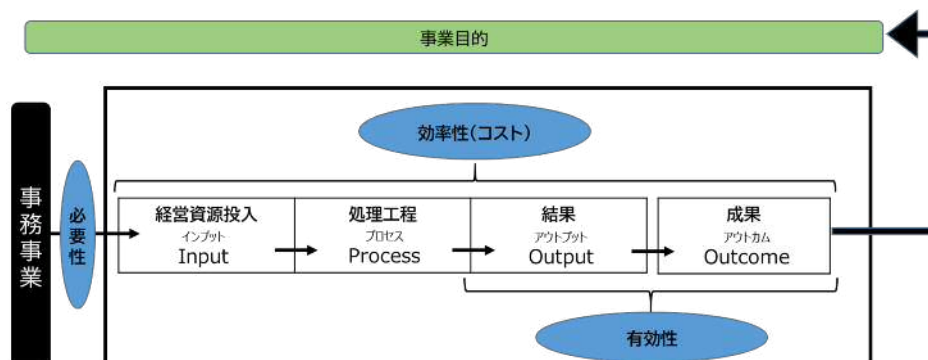 事業目的
効率性(コスト)
事務事業
必要性
経営資源投入
インプット
Input
処理工程
プロセス
Process
結果
アウトプット
Output
成果
アウトカム
Outcome
有効性